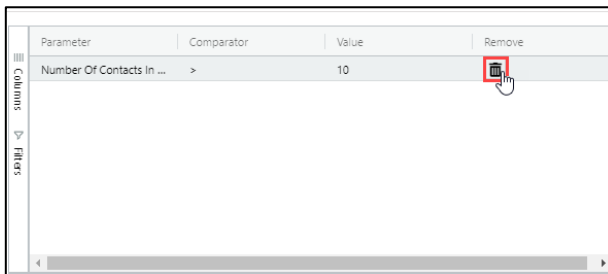 Parameter Comparator Value Remove
Number Of Contacts In ... > 10
Columns
Filters